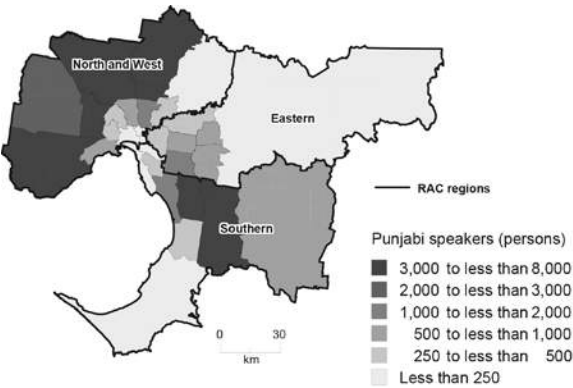 North and West
Eastern
RAC regions
Southern
Punjabi speakers (persons)
3,000 to less than 8,000
2,000 to less than 3,000
1,000 to less than 2,000
500 to less than 1,000
250 to less than 500
Less than 250
0 30
km